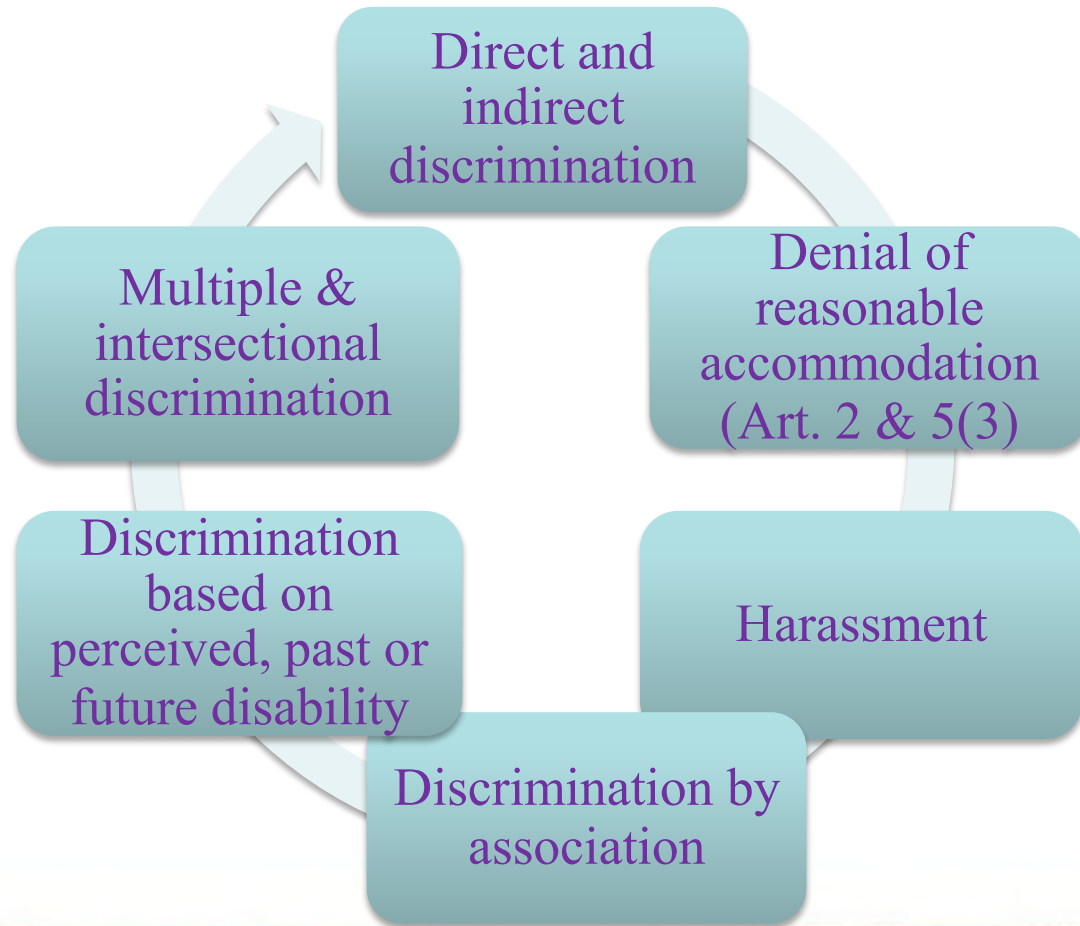 Direct and
indirect
discrimination
Denial of
reasonable
accommodation
(Art. 2 & 5(3)
Harassment
Discrimination by
association
Discrimination
based on
perceived, past or
future disability
Multiple &
intersectional
discrimination